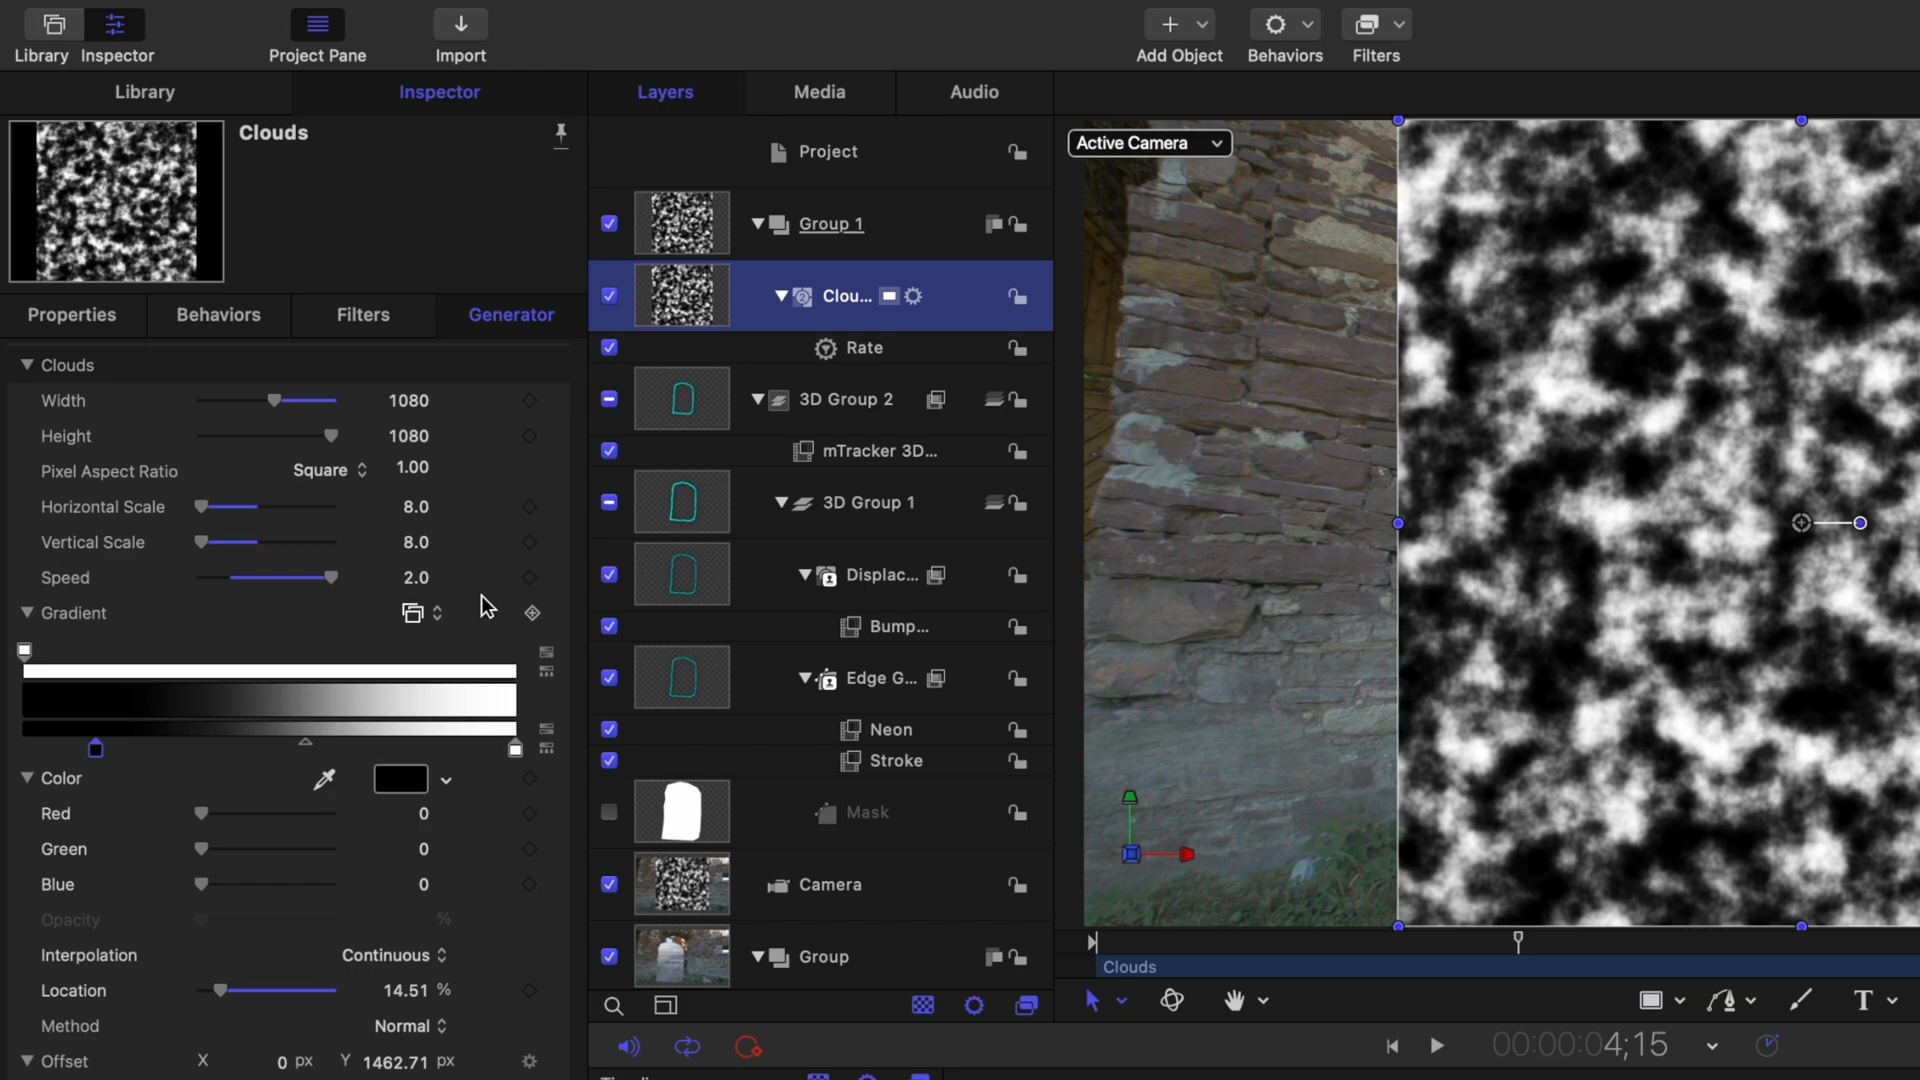 Library Inspector Project Pane Import Add Object Behaviors Filters
Library Inspector Layers Media Audio
Clouds
Active Camera
Project
Group 1
Clou...
Properties Behaviors Filters Generator
Rate
Clouds
Width 1080
3D Group 2
Height 1080
mTracker 3D...
Pixel Aspect Ratio Square 1.00
Horizontal Scale 8.0
3D Group 1
Vertical Scale 8.0
Speed 2.0
Displac...
Gradient
Bump...
Edge G...
Neon
Stroke
Color
Red 0
Mask
Green 0
Blue 0
Camera
Opacity %
Interpolation Continuous
Group
Clouds
Location 14.51 %
Method Normal
T
00:00:04;15
Offset X 0 px Y 1462.71 px